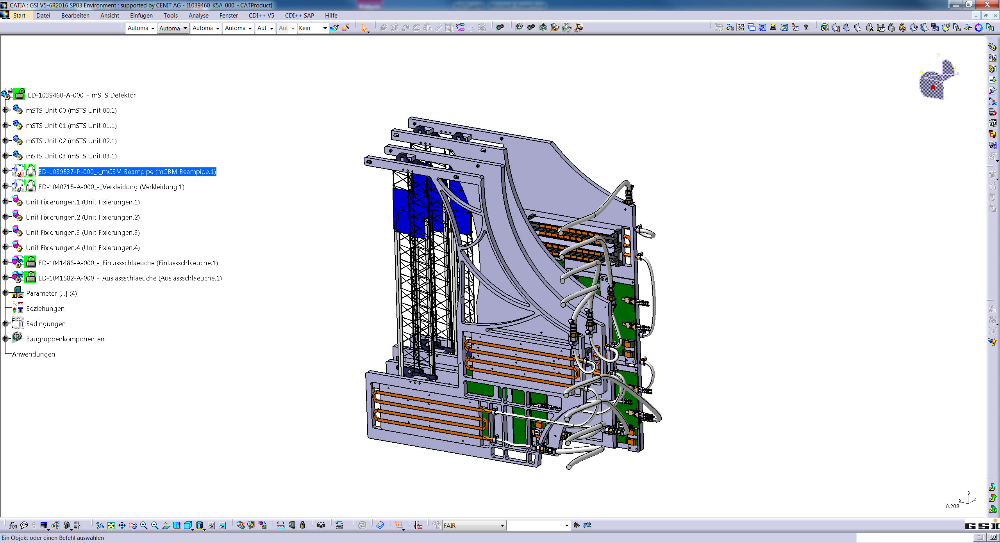 CATIA : GSI V5-6R2016 SP03 Environment : supported by CENIT AG - [1039460_K5A_000_-.CATProduct]
Start Datei Bearbeiten Ansicht Einfügen Tools Analyse Fenster CDI++ V5 CDI++ SAP Hilfe
Automa Automa Automa Automa Aut Aut Kein
y
x z
ED-1039460-A-000_-_mSTS Detektor
mSTS Unit 00 (mSTS Unit 00.1)
mSTS Unit 01 (mSTS Unit 01.1)
mSTS Unit 02 (mSTS Unit 02.1)
mSTS Unit 03 (mSTS Unit 03.1)
ED-1039537-P-000_-_mCBM Beampipe (mCBM Beampipe.1)
ED-1040715-A-000_-_Verkleidung (Verkleidung.1)
Unit Fixierungen.1 (Unit Fixierungen.1)
Unit Fixierungen.2 (Unit Fixierungen.2)
Unit Fixierungen.3 (Unit Fixierungen.3)
Unit Fixierungen.4 (Unit Fixierungen.4)
ED-1041486-A-000_-_Einlassschlaeuche (Einlassschlaeuche.1)
ED-1041582-A-000_-_Auslassschlaeuche (Auslassschlaeuche.1)
Parameter [...] (4)
Beziehungen
Bedingungen
Baugruppenkomponenten
Anwendungen
y
x z
0,208
FAIR
GSI
Ein Objekt oder einen Befehl auswählen